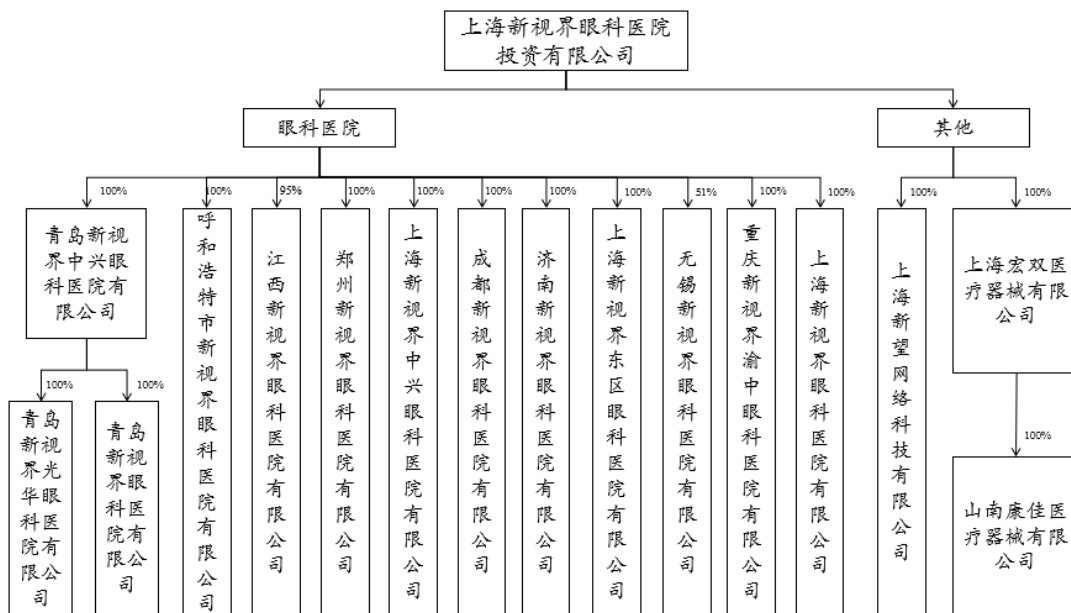 上海新视界眼科医院
投资有限公司
眼科医院
其他
100%
100%
95%
100%
100%
100%
100%
100%
51%
100%
100%
100%
100%
青岛新视
界中兴眼
科医院有
限公司
呼和浩特市新视界眼科医院有限公司
江西新视界眼科医院有限公司
郑州新视界眼科医院有限公司
上海新视界中兴眼科医院有限公司
成都新视界眼科医院有限公司
济南新视界眼科医院有限公司
上海新视界东区眼科医院有限公司
无锡新视界眼科医院有限公司
重庆新视界渝中眼科医院有限公司
上海新视界眼科医院有限公司
上海新望网络科技有限公司
上海宏双医
疗器械有限
公司
100%
100%
青岛
新视
界光
华眼
科医
院有
限公
司
青岛
新视
界眼
科医
院有
限公
司
100%
山南康佳医
疗器械有限
公司